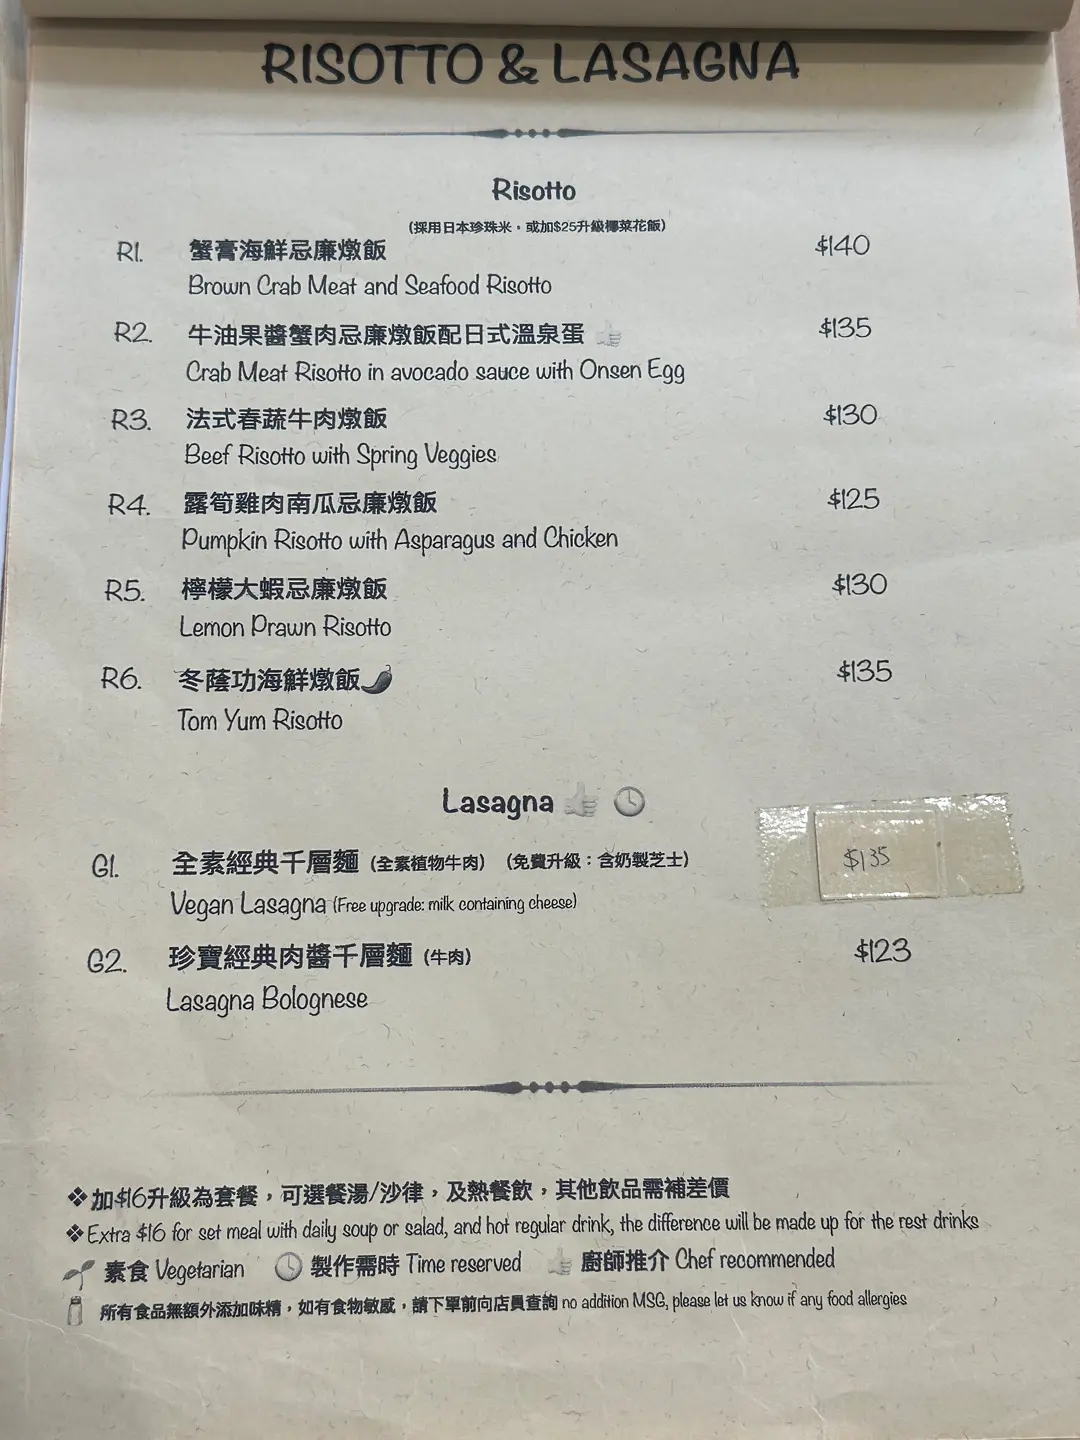 RISOTTO & LASAGNA
Risotto
(採用日本珍珠米,或加$25升級椰菜花飯)
R1. 蟹膏海鮮忌廉燉飯 $140
Brown Crab Meat and Seafood Risotto
R2. 牛油果醬蟹肉忌廉燉飯配日式溫泉蛋 $135
Crab Meat Risotto in avocado sauce with Onsen Egg
R3. 法式春蔬牛肉燉飯 $130
Beef Risotto with Spring Veggies
R4. 露筍雞肉南瓜忌廉燉飯 $125
Pumpkin Risotto with Asparagus and Chicken
R5. 檸檬大蝦忌廉燉飯 $130
Lemon Prawn Risotto
R6. 冬蔭功海鮮燉飯 $135
Tom Yum Risotto
Lasagna
G1. 全素經典千層麵 (全素植物牛肉) (免費升級:含奶製芝士) $135
Vegan Lasagna (Free upgrade: milk containing cheese)
G2. 珍寶經典肉醬千層麵 (牛肉) $123
Lasagna Bolognese
❖加$16升級為套餐,可選餐湯/沙律,及熱餐飲,其他飲品需補差價
❖Extra $16 for set meal with daily soup or salad, and hot regular drink, the difference will be made up for the rest drinks
素食 Vegetarian 製作需時 Time reserved 廚師推介 Chef recommended
所有食品無額外添加味精,如有食物敏感,請下單前向店員查詢 no addition MSG, please let us know if any food allergies